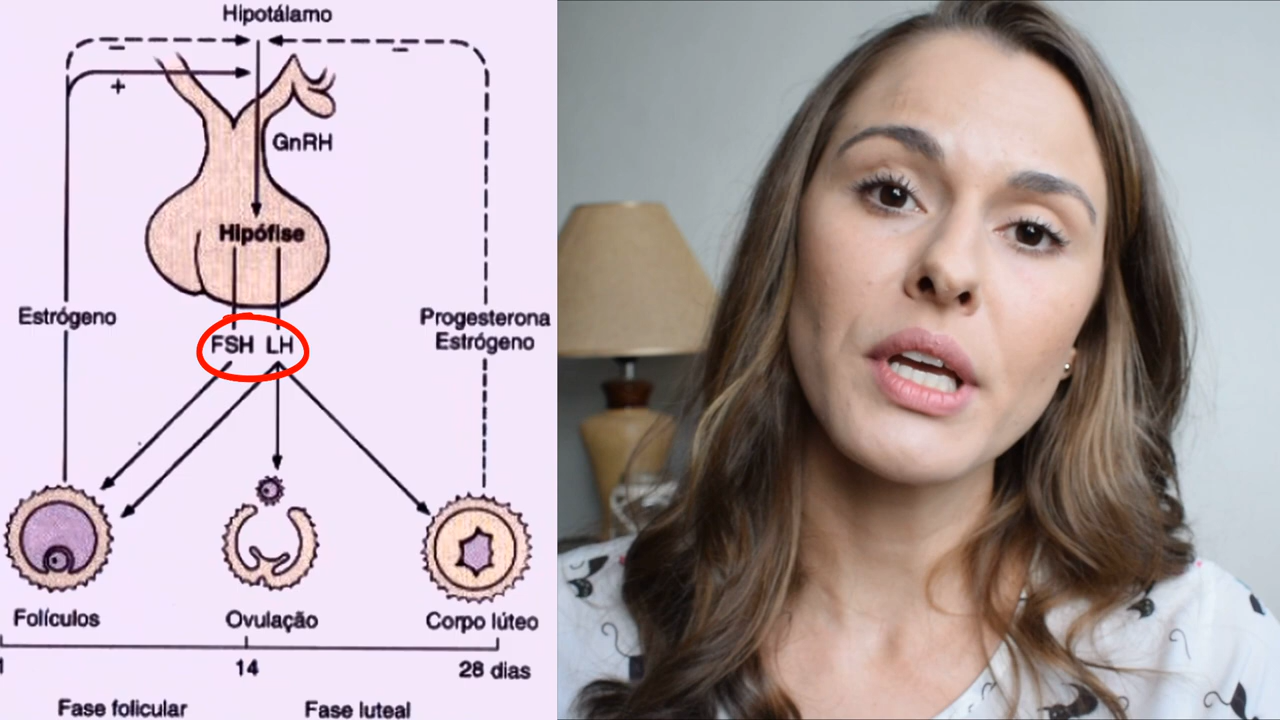 Hipotálamo
−
−
+
GnRH
Hipófise
Estrógeno
Progesterona
Estrógeno
FSH LH
Folículos
Ovulação
Corpo lúteo
1
14
28 dias
Fase folicular
Fase luteal